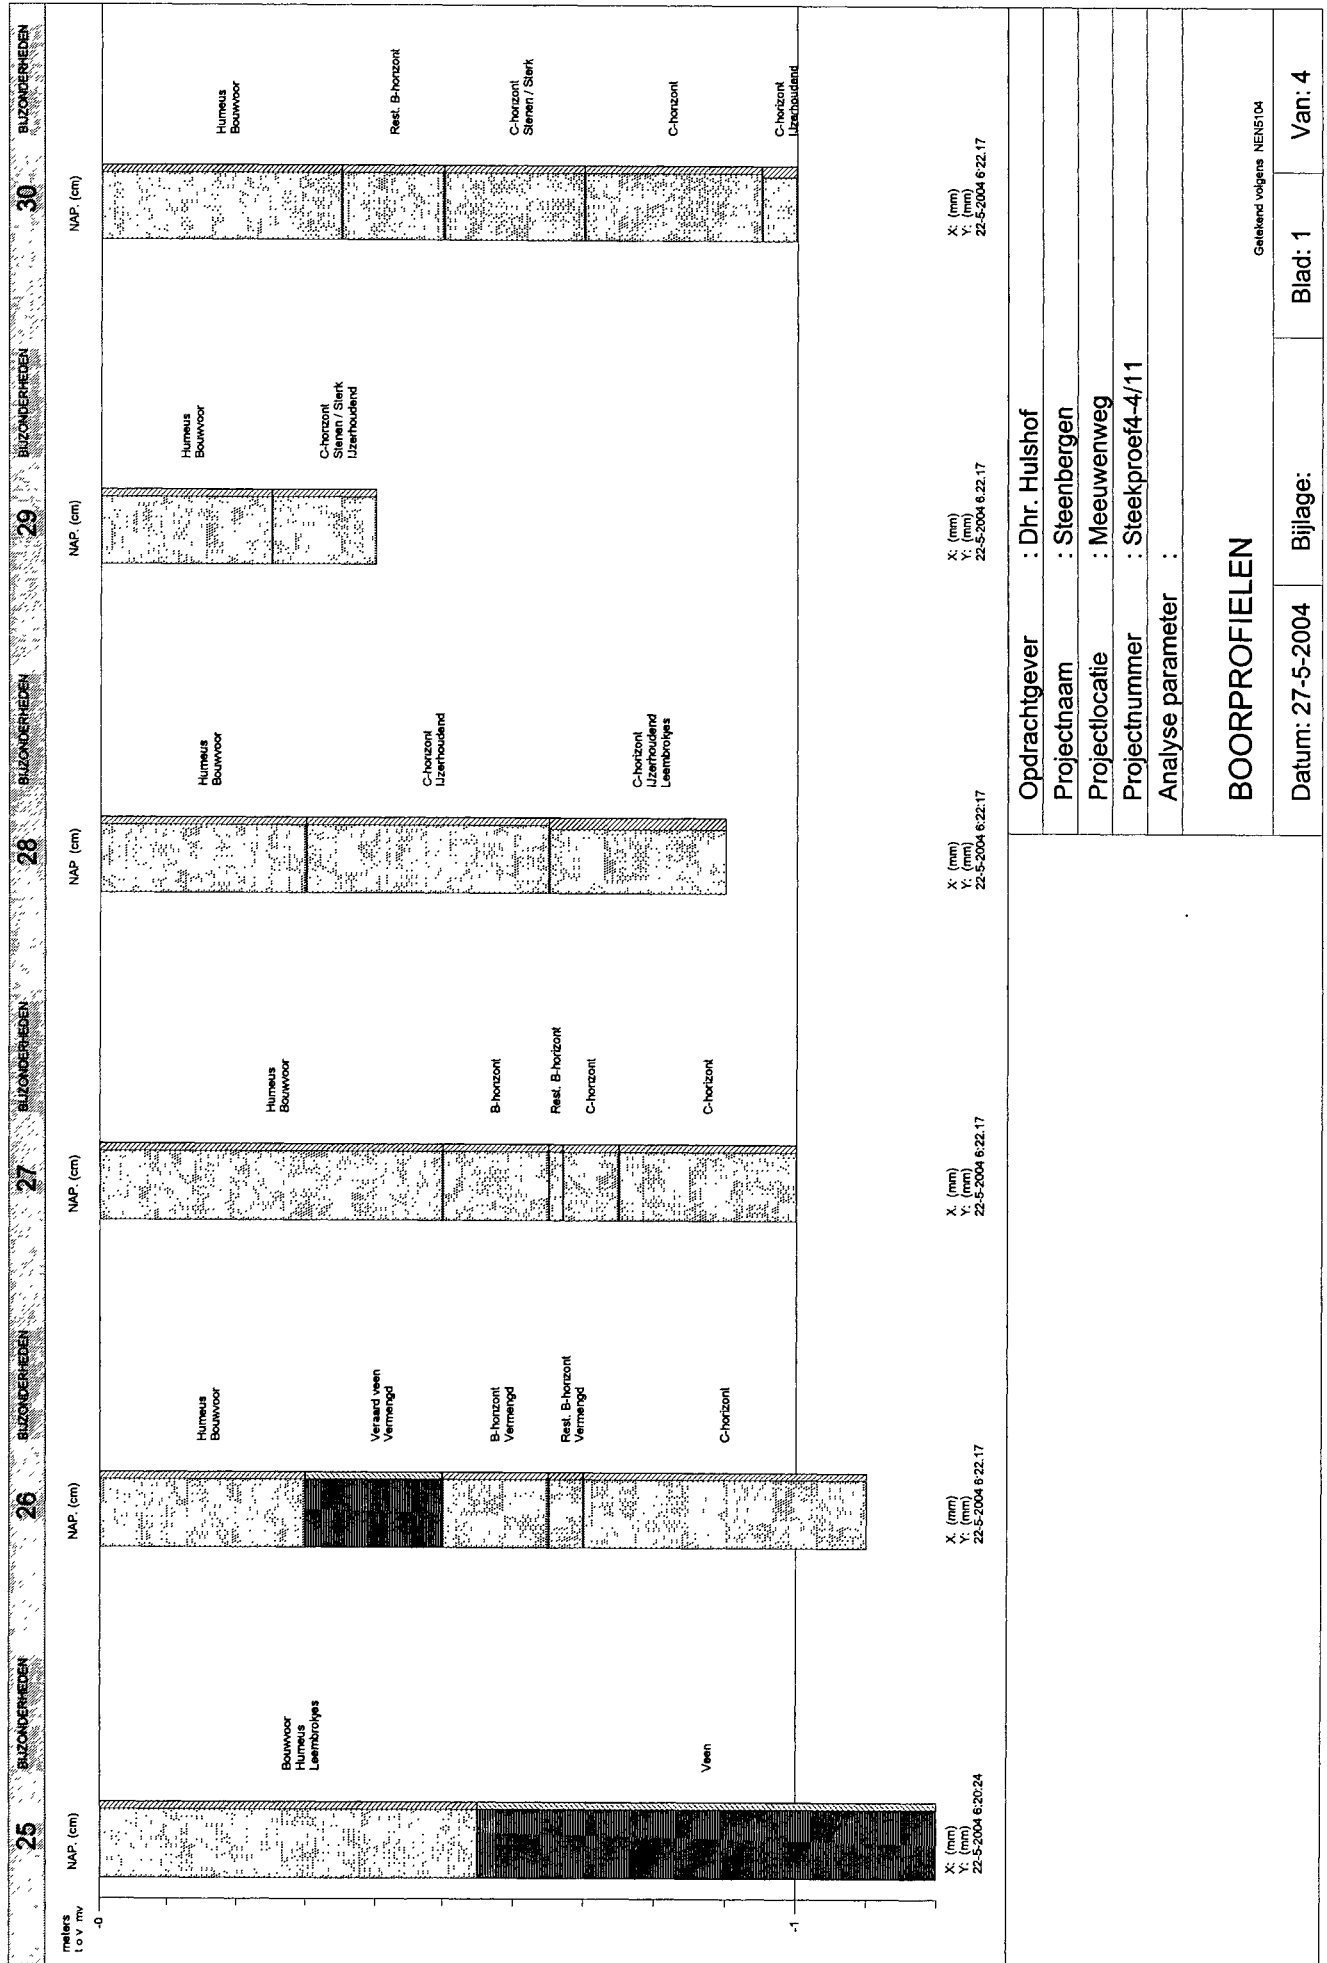 25 BIJZONDERHEDEN 26 BIJZONDERHEDEN 27 BIJZONDERHEDEN 28 BIJZONDERHEDEN 29 BIJZONDERHEDEN 30 BIJZONDERHEDEN
meters
t o v mv
-0
-1
NAP. (cm)
Bouwvoor
Humeus
Leembrokjes
Veen
X: (mm)
Y: (mm)
22-5-2004 6:20:24
NAP. (cm)
Humeus
Bouwvoor
Veraard veen
Vermengd
B-horizont
Vermengd
Rest. B-horizont
Vermengd
C-horizont
X: (mm)
Y: (mm)
22-5-2004 6:22.17
NAP. (cm)
Humeus
Bouwvoor
B-horizont
Rest. B-horizont
C-horizont
C-horizont
X. (mm)
Y: (mm)
22-5-2004 6:22.17
NAP (cm)
Humeus
Bouwvoor
C-horizont
IJzerhoudend
C-horizont
IJzerhoudend
Leembrokjes
X: (mm)
Y: (mm)
22-5-2004 6:22:17
NAP. (cm)
Humeus
Bouwvoor
C-horizont
Stenen / Sterk
IJzerhoudend
X: (mm)
Y: (mm)
22-5-2004 6.22.17
NAP. (cm)
Humeus
Bouwvoor
Rest. B-horizont
C-horizont
Stenen / Sterk
C-horizont
C-horizont
IJzerhoudend
X: (mm)
Y: (mm)
22-5-2004 6:22.17
Opdrachtgever : Dhr. Hulshof
Projectnaam : Steenbergen
Projectlocatie : Meeuwenweg
Projectnummer : Steekproef4-4/11
Analyse parameter :
BOORPROFIELEN
Getekend volgens NEN5104
Datum: 27-5-2004 Bijlage: Blad: 1 Van: 4